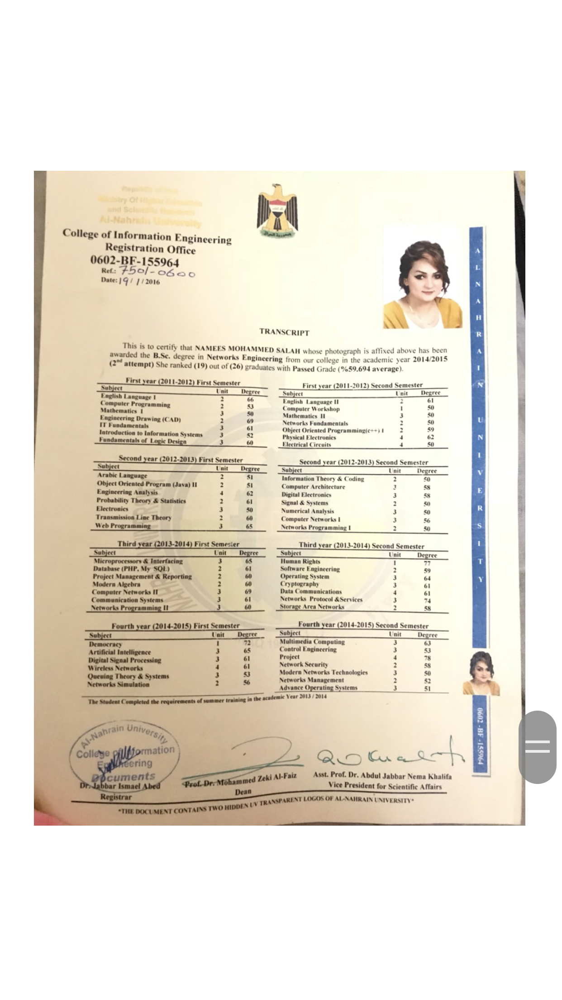 Republic of Iraq
Ministry Of Higher Education
and Scientific Research
Al-Nahrain University
College of Information Engineering
Registration Office
0602-BF-155964
Ref.: 7501-0600
Date: 19/1/2016
جمهورية العراق
TRANSCRIPT
This is to certify that NAMEES MOHAMMED SALAH whose photograph is affixed above has been
awarded the B.Sc. degree in Networks Engineering from our college in the academic year 2014/2015
(2nd attempt) She ranked (19) out of (26) graduates with Passed Grade (%59.694 average).
First year (2011-2012) First Semester
Subject Unit Degree
English Language I 2 66
Computer Programming 2 53
Mathematics I 3 50
Engineering Drawing (CAD) 2 69
IT Fundamentals 3 61
Introduction to Information Systems 3 52
Fundamentals of Logic Design 3 60
First year (2011-2012) Second Semester
Subject Unit Degree
English Language II 2 61
Computer Workshop 1 50
Mathematics II 3 50
Networks Fundamentals 2 50
Object Oriented Programming(c++) I 2 59
Physical Electronics 4 62
Electrical Circuits 4 50
Second year (2012-2013) First Semester
Subject Unit Degree
Arabic Language 2 51
Object Oriented Program (Java) II 2 51
Engineering Analysis 4 62
Probability Theory & Statistics 2 61
Electronics 3 50
Transmission Line Theory 2 60
Web Programming 3 65
Second year (2012-2013) Second Semester
Subject Unit Degree
Information Theory & Coding 2 50
Computer Architecture 3 58
Digital Electronics 3 58
Signal & Systems 2 50
Numerical Analysis 3 50
Computer Networks I 3 56
Networks Programming I 2 50
Third year (2013-2014) First Semester
Subject Unit Degree
Microprocessors & Interfacing 3 65
Database (PHP, My SQL) 2 61
Project Management & Reporting 2 60
Modern Algebra 2 60
Computer Networks II 3 69
Communication Systems 3 61
Networks Programming II 3 60
Third year (2013-2014) Second Semester
Subject Unit Degree
Human Rights 1 77
Software Engineering 2 59
Operating System 3 64
Cryptography 3 61
Data Communications 4 61
Networks Protocol &Services 3 74
Storage Area Networks 2 58
Fourth year (2014-2015) First Semester
Subject Unit Degree
Democracy 1 72
Artificial Intelligence 3 65
Digital Signal Processing 3 61
Wireless Networks 4 61
Queuing Theory & Systems 3 53
Networks Simulation 2 56
Fourth year (2014-2015) Second Semester
Subject Unit Degree
Multimedia Computing 3 63
Control Engineering 3 53
Project 4 78
Network Security 2 58
Modern Networks Technologies 3 50
Networks Management 2 52
Advance Operating Systems 3 51
The Student Completed the requirements of summer training in the academic Year 2013 / 2014
Al-Nahrain University
College of Information
Engineering
Documents
Dr. Jabbar Ismael Abed
Registrar
Prof. Dr. Mohammed Zeki Al-Faiz
Dean
Asst. Prof. Dr. Abdul Jabbar Nema Khalifa
Vice President for Scientific Affairs
*THE DOCUMENT CONTAINS TWO HIDDEN UV TRANSPARENT LOGOS OF AL-NAHRAIN UNIVERSITY*
ALNAHRAIN UNIVERSITY
0602 -BF -155964